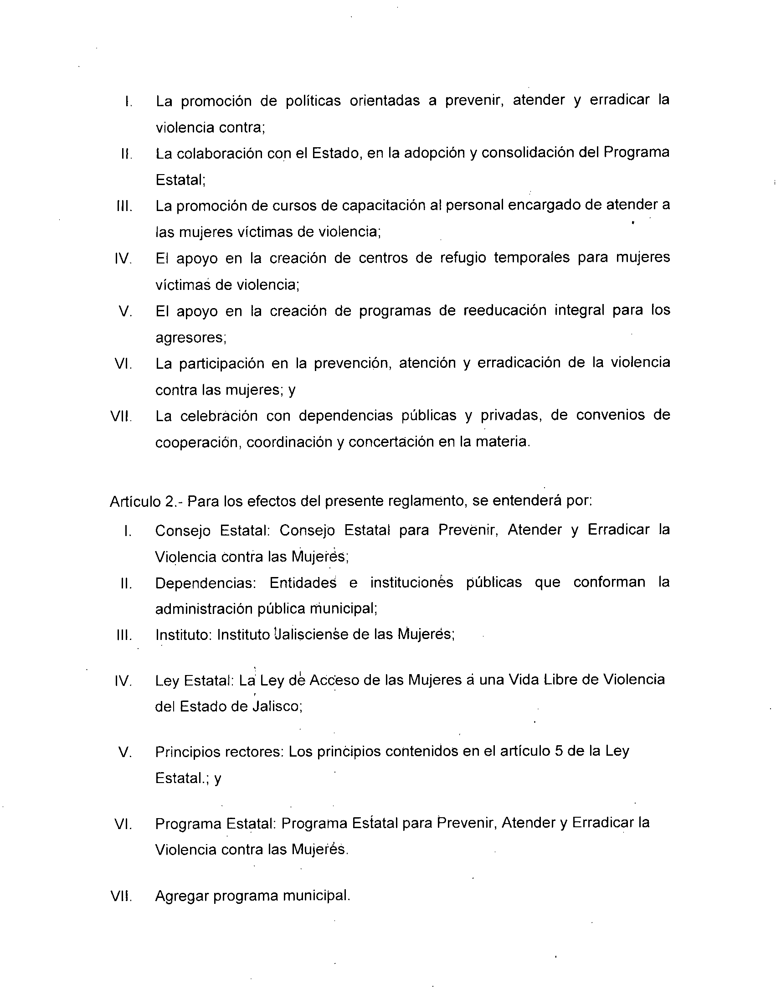 I. La promoción de políticas orientadas a prevenir, atender y erradicar la
violencia contra;
II. La colaboración con el Estado, en la adopción y consolidación del Programa
Estatal;
III. La promoción de cursos de capacitación al personal encargado de atender a
las mujeres víctimas de violencia;
IV. El apoyo en la creación de centros de refugio temporales para mujeres
víctimas de violencia;
V. El apoyo en la creación de programas de reeducación integral para los
agresores;
VI. La participación en la prevención, atención y erradicación de la violencia
contra las mujeres; y
VII. La celebración con dependencias públicas y privadas, de convenios de
cooperación, coordinación y concertación en la materia.
Artículo 2.- Para los efectos del presente reglamento, se entenderá por:
I. Consejo Estatal: Consejo Estatal para Prevenir, Atender y Erradicar la
Violencia contra las Mujeres;
II. Dependencias: Entidades e instituciones públicas que conforman la
administración pública municipal;
III. Instituto: Instituto Jalisciense de las Mujeres;
IV. Ley Estatal: La Ley de Acceso de las Mujeres a una Vida Libre de Violencia
del Estado de Jalisco;
V. Principios rectores: Los principios contenidos en el artículo 5 de la Ley
Estatal.; y
VI. Programa Estatal: Programa Estatal para Prevenir, Atender y Erradicar la
Violencia contra las Mujeres.
VII. Agregar programa municipal.